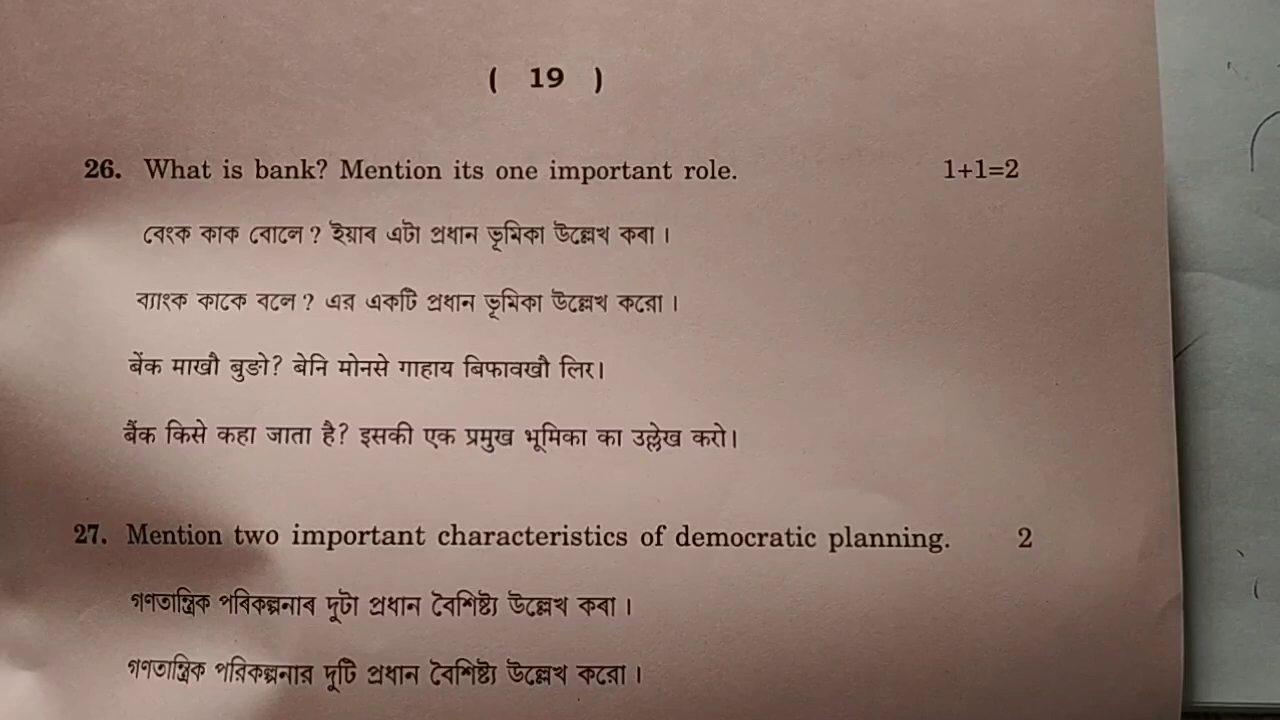 ( 19 )
26. What is bank? Mention its one important role. 1+1=2
বেংক কাক বোলে ? ইয়াৰ এটা প্ৰধান ভূমিকা উল্লেখ কৰা ।
ব্যাংক কাকে বলে ? এর একটি প্রধান ভূমিকা উল্লেখ করো ।
बेंक माखौ बुङो? बेनि मोनसे गाहाय बिफावखौ लिर।
बैंक किसे कहा जाता है? इसकी एक प्रमुख भूमिका का उल्लेख करो।
27. Mention two important characteristics of democratic planning. 2
গণতান্ত্ৰিক পৰিকল্পনাৰ দুটা প্ৰধান বৈশিষ্ট্য উল্লেখ কৰা ।
গণতান্ত্রিক পরিকল্পনার দুটি প্রধান বৈশিষ্ট্য উল্লেখ করো ।